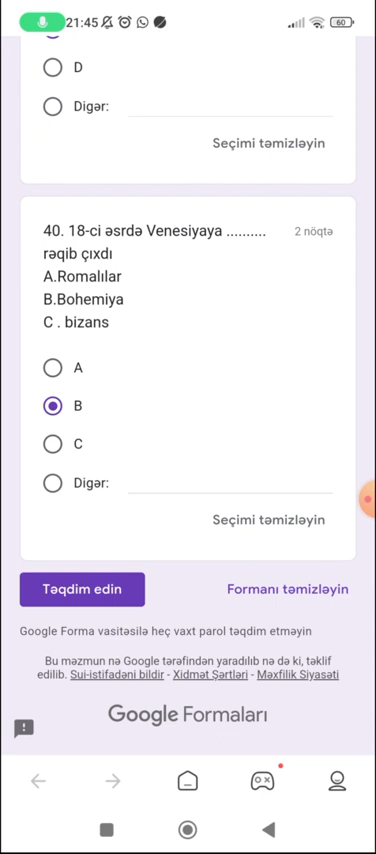 21:45
60
D
Digər:
Seçimi təmizləyin
40. 18-ci əsrdə Venesiyaya ..........
2 nöqtə
rəqib çıxdı
A.Romalılar
B.Bohemiya
C . bizans
A
B
C
Digər:
Seçimi təmizləyin
Təqdim edin
Formanı təmizləyin
Google Forma vasitəsilə heç vaxt parol təqdim etməyin
Bu məzmun nə Google tərəfindən yaradılıb nə də ki, təklif
edilib. Sui-istifadəni bildir - Xidmət Şərtləri - Məxfilik Siyasəti
Google Formaları